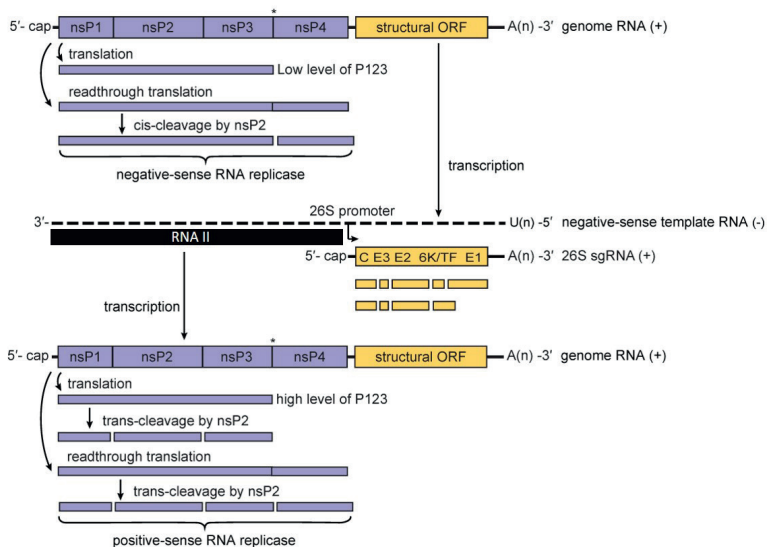 *
5′- cap nsP1 nsP2 nsP3 nsP4 structural ORF A(n) -3′ genome RNA (+)
translation
Low level of P123
readthrough translation
cis-cleavage by nsP2
negative-sense RNA replicase
transcription
26S promoter
3′- U(n) -5′ negative-sense template RNA (-)
RNA II
5′- cap C E3 E2 6K/TF E1 A(n) -3′ 26S sgRNA (+)
transcription
*
5′- cap nsP1 nsP2 nsP3 nsP4 structural ORF A(n) -3′ genome RNA (+)
translation
high level of P123
trans-cleavage by nsP2
readthrough translation
trans-cleavage by nsP2
positive-sense RNA replicase